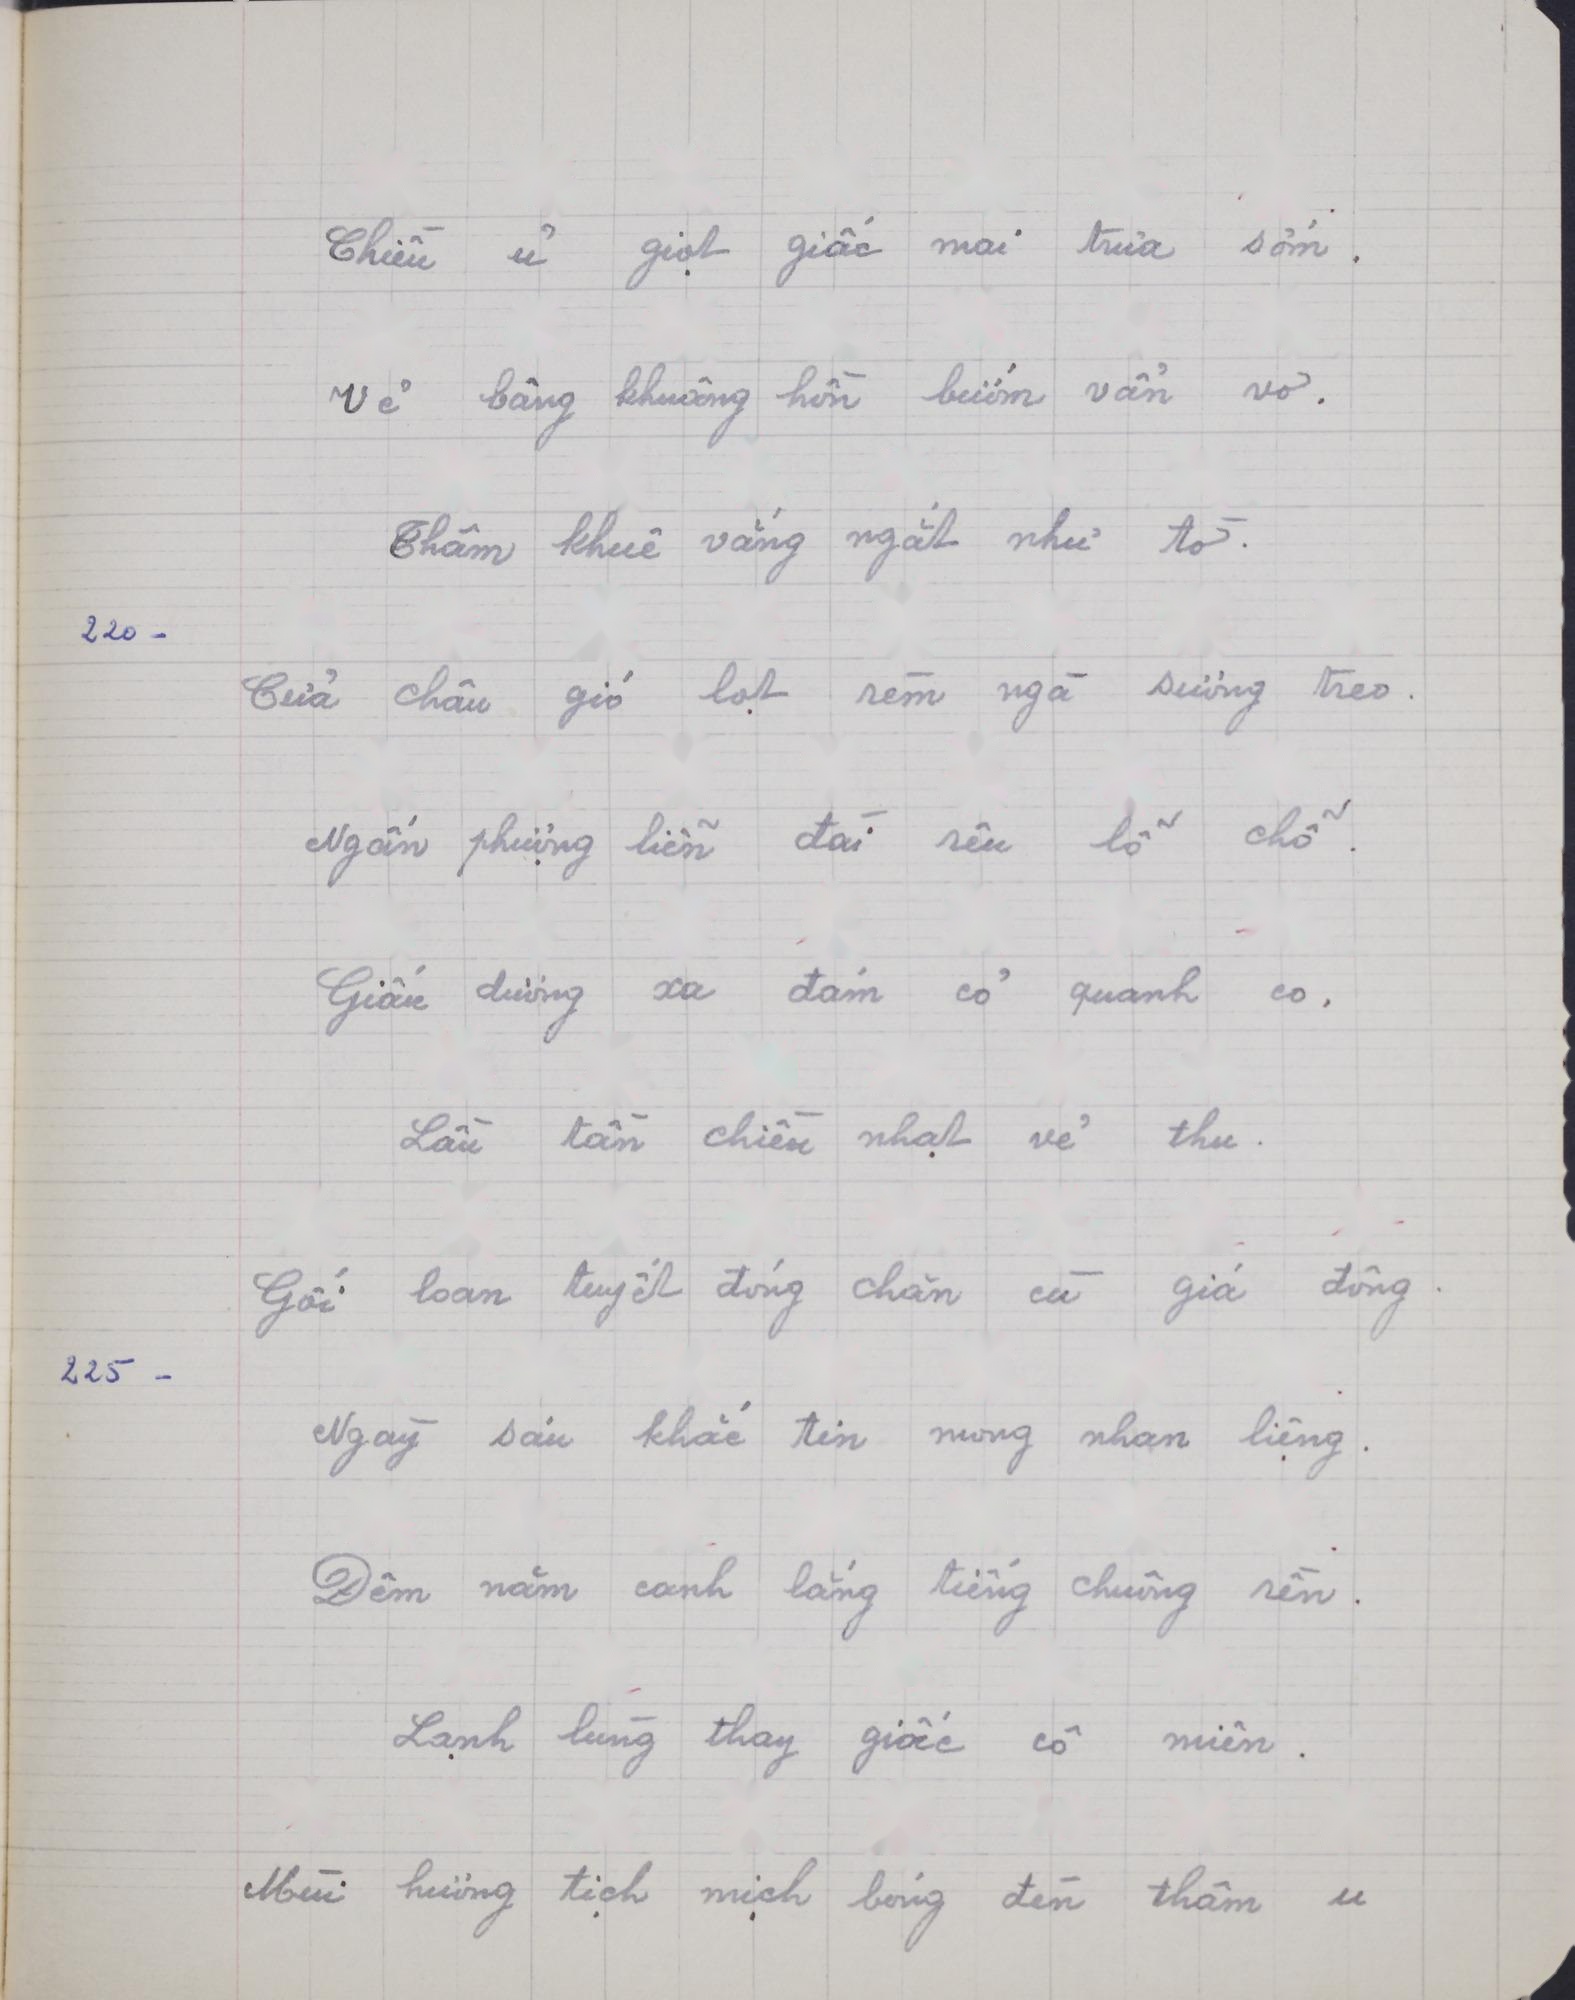 Chiều ủ giọt giấc mai trưa sớm.
Vẻ bâng khuâng hồn bướm vẩn vơ.
Thâm khuê vắng ngắt như tờ.
220 -
Cửa châu gió lọt rèm ngà sương treo.
Ngấn phượng liễn đài rêu lỗ chỗ.
Giấu dương xa đám cỏ quanh co.
Lầu tần chiều nhạt vẻ thu.
Gối loan tuyết đóng chăn cù giá đông.
225 -
Ngày sáu khắc tin mong nhạn liệng.
Đêm năm canh lắng tiếng chuông rền.
Lạnh lùng thay giấc cô miên.
Mùi hương tịch mịch bóng đèn thâm u